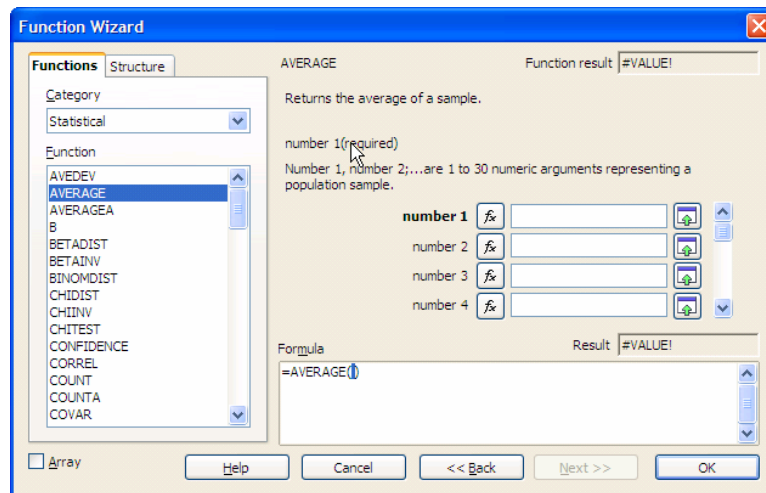 Function Wizard
Functions Structure
Category
Statistical
Function
AVEDEV
AVERAGE
AVERAGEA
B
BETADIST
BETAINV
BINOMDIST
CHIDIST
CHIINV
CHITEST
CONFIDENCE
CORREL
COUNT
COUNTA
COVAR
AVERAGE Function result #VALUE!
Returns the average of a sample.
number 1(required)
Number 1, number 2;...are 1 to 30 numeric arguments representing a
population sample.
number 1 fx
number 2 fx
number 3 fx
number 4 fx
Formula Result #VALUE!
=AVERAGE()
Array Help Cancel << Back Next >> OK